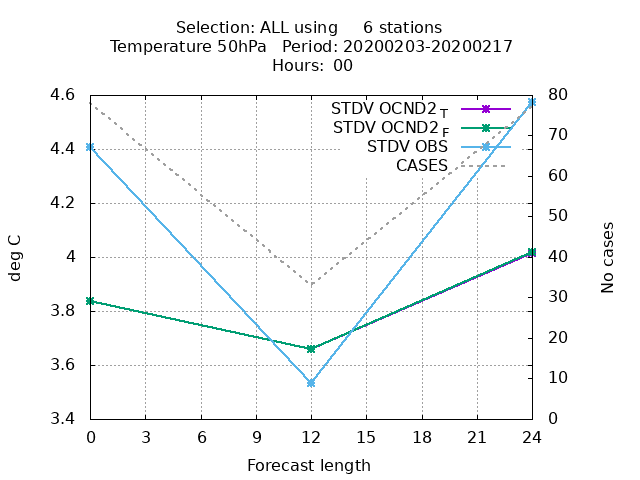 Selection: ALL using     6 stations
Temperature 50hPa   Period: 20200203-20200217
Hours:  00
4.6
4.4
4.2
4
3.8
3.6
3.4
deg C
STDV OCND2_T
STDV OCND2_F
STDV OBS
CASES
80
70
60
50
40
30
20
10
0
No cases
0 3 6 9 12 15 18 21 24
Forecast length